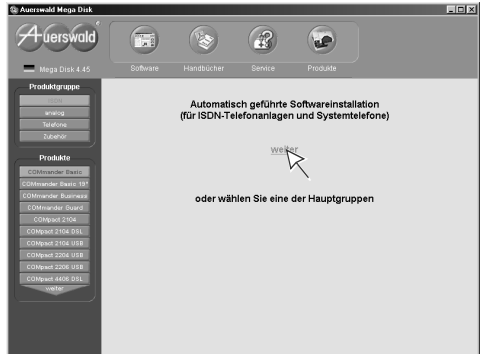 Auerswald Mega Disk
Auerswald
Mega Disk 4.45
Software
Handbücher
Service
Produkte
Produktgruppe
ISDN
analog
Telefone
Zubehör
Produkte
COMmander Basic
COMmander Basic 19"
COMmander Business
COMmander Guard
COMpact 2104
COMpact 2104 DSL
COMpact 2104 USB
COMpact 2204 USB
COMpact 2206 USB
COMpact 4406 DSL
weiter
Automatisch geführte Softwareinstallation
(für ISDN-Telefonanlagen und Systemtelefone)
weiter
oder wählen Sie eine der Hauptgruppen